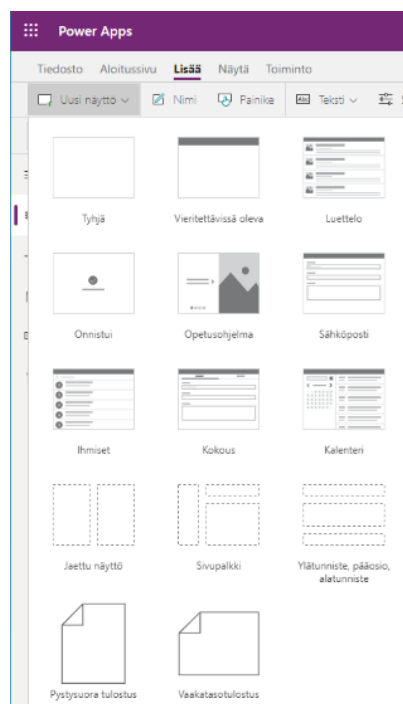 Power Apps
Tiedosto Aloitussivu Lisää Näytä Toiminto
Uusi näyttö Nimi Painike Abc Teksti
Tyhjä Vieritettävissä oleva Luettelo
Onnistui Opetusohjelma Sähköposti
Ihmiset Kokous Kalenteri
Jaettu näyttö Sivupalkki Ylätunniste, pääosio,
alatunniste
Pystysuora tulostus Vaakatasotulostus